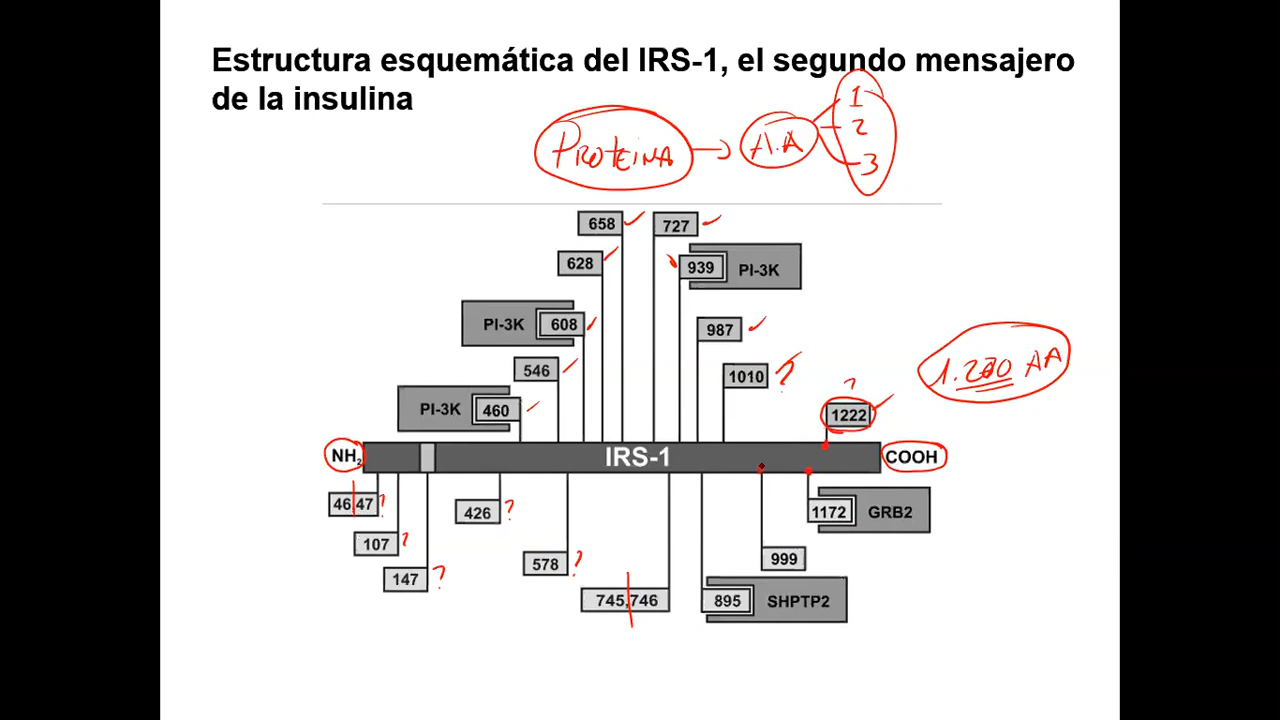 Estructura esquemática del IRS-1, el segundo mensajero
de la insulina
PROTEINA
A.A
1
2
3
658
727
628
939
PI-3K
PI-3K
608
987
546
1010
?
?
PI-3K
460
1222
AA
NH2
IRS-1
COOH
46,47
?
426
?
1172
GRB2
107
?
147
?
578
?
999
745,746
895
SHPTP2